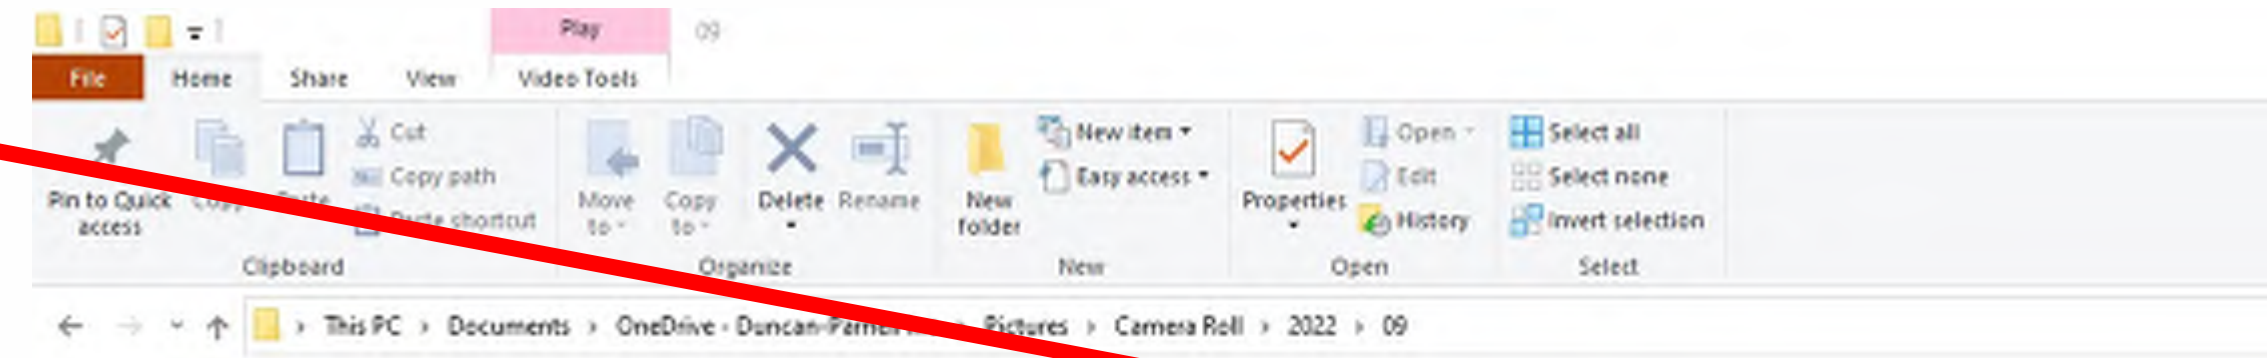 Play 09
File Home Share View Video Tools
Cut
Copy path
Paste shortcut
Pin to Quick access
Copy
Paste
Clipboard
Move to
Copy to
Delete
Rename
Organize
New folder
New item
Easy access
New
Properties
Open
Edit
History
Open
Select all
Select none
Invert selection
Select
This PC > Documents > OneDrive - Duncan-Parnell > Pictures > Camera Roll > 2022 > 09